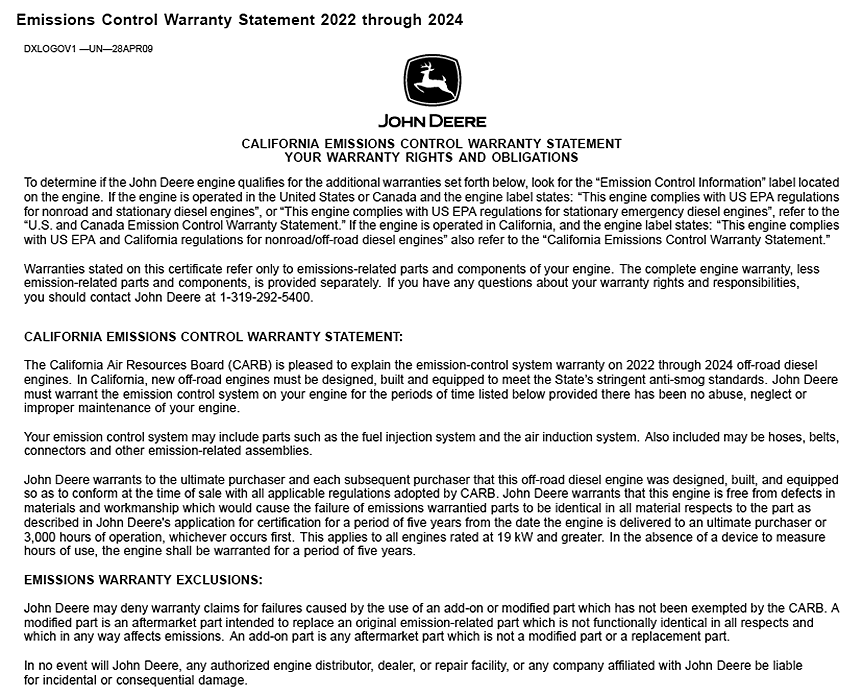 Emissions Control Warranty Statement 2022 through 2024
DXLOGOV1 —UN—28APR09
JOHN DEERE
CALIFORNIA EMISSIONS CONTROL WARRANTY STATEMENT
YOUR WARRANTY RIGHTS AND OBLIGATIONS
To determine if the John Deere engine qualifies for the additional warranties set forth below, look for the “Emission Control Information” label located
on the engine. If the engine is operated in the United States or Canada and the engine label states: “This engine complies with US EPA regulations
for nonroad and stationary diesel engines”, or “This engine complies with US EPA regulations for stationary emergency diesel engines”, refer to the
“U.S. and Canada Emission Control Warranty Statement.” If the engine is operated in California, and the engine label states: “This engine complies
with US EPA and California regulations for nonroad/off-road diesel engines” also refer to the “California Emissions Control Warranty Statement.”
Warranties stated on this certificate refer only to emissions-related parts and components of your engine. The complete engine warranty, less
emission-related parts and components, is provided separately. If you have any questions about your warranty rights and responsibilities,
you should contact John Deere at 1-319-292-5400.
CALIFORNIA EMISSIONS CONTROL WARRANTY STATEMENT:
The California Air Resources Board (CARB) is pleased to explain the emission-control system warranty on 2022 through 2024 off-road diesel
engines. In California, new off-road engines must be designed, built and equipped to meet the State's stringent anti-smog standards. John Deere
must warrant the emission control system on your engine for the periods of time listed below provided there has been no abuse, neglect or
improper maintenance of your engine.
Your emission control system may include parts such as the fuel injection system and the air induction system. Also included may be hoses, belts,
connectors and other emission-related assemblies.
John Deere warrants to the ultimate purchaser and each subsequent purchaser that this off-road diesel engine was designed, built, and equipped
so as to conform at the time of sale with all applicable regulations adopted by CARB. John Deere warrants that this engine is free from defects in
materials and workmanship which would cause the failure of emissions warrantied parts to be identical in all material respects to the part as
described in John Deere's application for certification for a period of five years from the date the engine is delivered to an ultimate purchaser or
3,000 hours of operation, whichever occurs first. This applies to all engines rated at 19 kW and greater. In the absence of a device to measure
hours of use, the engine shall be warranted for a period of five years.
EMISSIONS WARRANTY EXCLUSIONS:
John Deere may deny warranty claims for failures caused by the use of an add-on or modified part which has not been exempted by the CARB. A
modified part is an aftermarket part intended to replace an original emission-related part which is not functionally identical in all respects and
which in any way affects emissions. An add-on part is any aftermarket part which is not a modified part or a replacement part.
In no event will John Deere, any authorized engine distributor, dealer, or repair facility, or any company affiliated with John Deere be liable
for incidental or consequential damage.